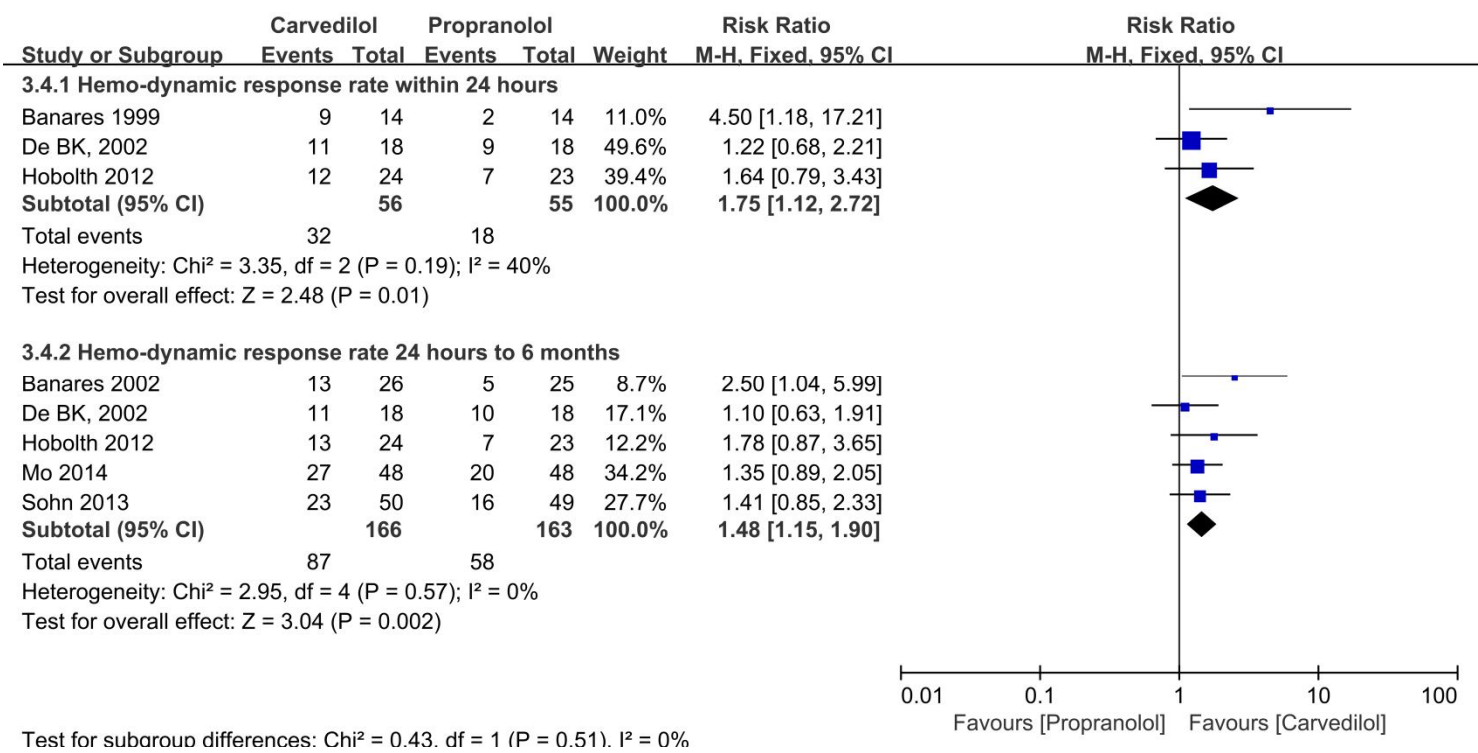 Carvedilol Propranolol Risk Ratio Risk Ratio
Study or Subgroup Events Total Events Total Weight M-H, Fixed, 95% CI M-H, Fixed, 95% CI
3.4.1 Hemo-dynamic response rate within 24 hours
Banares 1999 9 14 2 14 11.0% 4.50 [1.18, 17.21]
De BK, 2002 11 18 9 18 49.6% 1.22 [0.68, 2.21]
Hobolth 2012 12 24 7 23 39.4% 1.64 [0.79, 3.43]
Subtotal (95% CI) 56 55 100.0% 1.75 [1.12, 2.72]
Total events 32 18
Heterogeneity: Chi² = 3.35, df = 2 (P = 0.19); I² = 40%
Test for overall effect: Z = 2.48 (P = 0.01)
3.4.2 Hemo-dynamic response rate 24 hours to 6 months
Banares 2002 13 26 5 25 8.7% 2.50 [1.04, 5.99]
De BK, 2002 11 18 10 18 17.1% 1.10 [0.63, 1.91]
Hobolth 2012 13 24 7 23 12.2% 1.78 [0.87, 3.65]
Mo 2014 27 48 20 48 34.2% 1.35 [0.89, 2.05]
Sohn 2013 23 50 16 49 27.7% 1.41 [0.85, 2.33]
Subtotal (95% CI) 166 163 100.0% 1.48 [1.15, 1.90]
Total events 87 58
Heterogeneity: Chi² = 2.95, df = 4 (P = 0.57); I² = 0%
Test for overall effect: Z = 3.04 (P = 0.002)
0.01 0.1 1 10 100
Favours [Propranolol] Favours [Carvedilol]
Test for subgroup differences: Chi² = 0.43, df = 1 (P = 0.51), I² = 0%